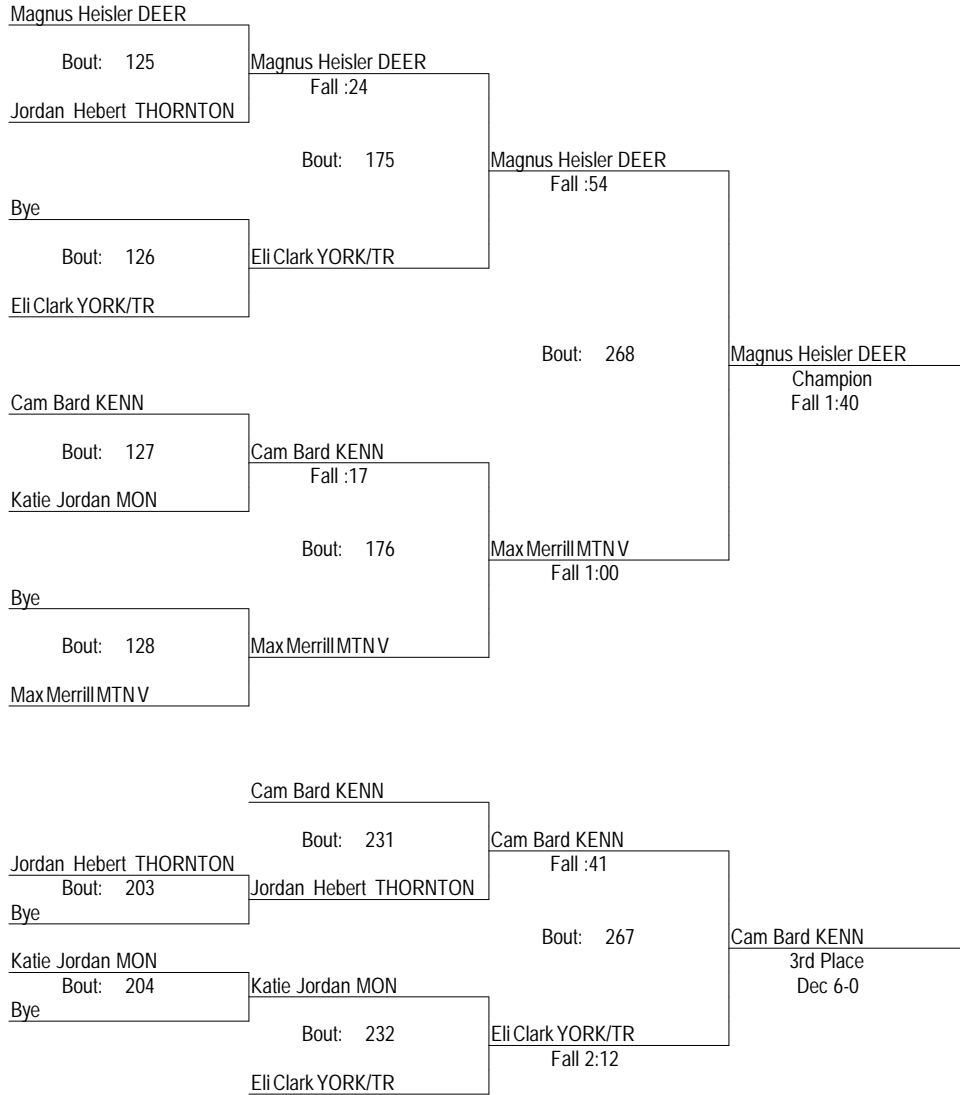 Magnus Heisler DEER
Bout: 125
Magnus Heisler DEER
Fall :24
Jordan Hebert THORNTON
Bout: 175
Magnus Heisler DEER
Fall :54
Bye
Bout: 126
Eli Clark YORK/TR
Eli Clark YORK/TR
Bout: 268
Magnus Heisler DEER
Champion
Fall 1:40
Cam Bard KENN
Bout: 127
Cam Bard KENN
Fall :17
Katie Jordan MON
Bout: 176
Max Merrill MTN V
Fall 1:00
Bye
Bout: 128
Max Merrill MTN V
Max Merrill MTN V
Cam Bard KENN
Bout: 231
Cam Bard KENN
Fall :41
Jordan Hebert THORNTON
Bout: 203
Jordan Hebert THORNTON
Bye
Bout: 267
Cam Bard KENN
3rd Place
Dec 6-0
Katie Jordan MON
Bout: 204
Katie Jordan MON
Bye
Bout: 232
Eli Clark YORK/TR
Fall 2:12
Eli Clark YORK/TR